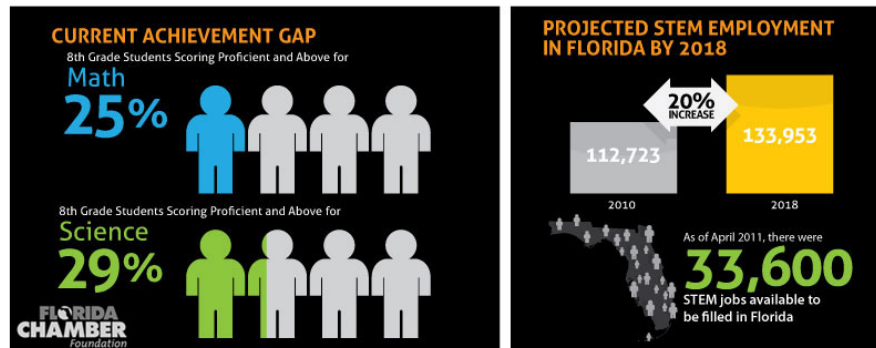 CURRENT ACHIEVEMENT GAP
8th Grade Students Scoring Proficient and Above for
Math
25%
8th Grade Students Scoring Proficient and Above for
Science
29%
FLORIDA
CHAMBER
Foundation
PROJECTED STEM EMPLOYMENT
IN FLORIDA BY 2018
20%
INCREASE
112,723
133,953
2010
2018
As of April 2011, there were
33,600
STEM jobs available to
be filled in Florida